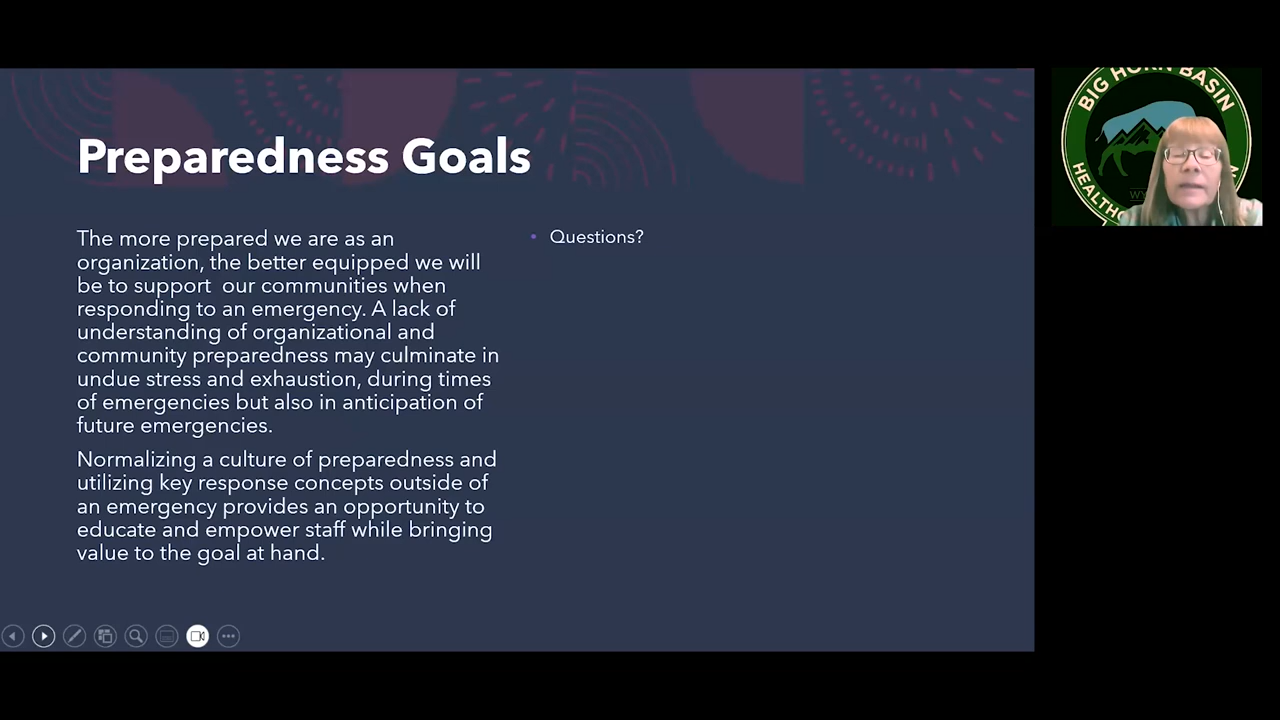 Preparedness Goals
The more prepared we are as an
organization, the better equipped we will
be to support our communities when
responding to an emergency. A lack of
understanding of organizational and
community preparedness may culminate in
undue stress and exhaustion, during times
of emergencies but also in anticipation of
future emergencies.
Normalizing a culture of preparedness and
utilizing key response concepts outside of
an emergency provides an opportunity to
educate and empower staff while bringing
value to the goal at hand.
• Questions?
BIG HORN BASIN